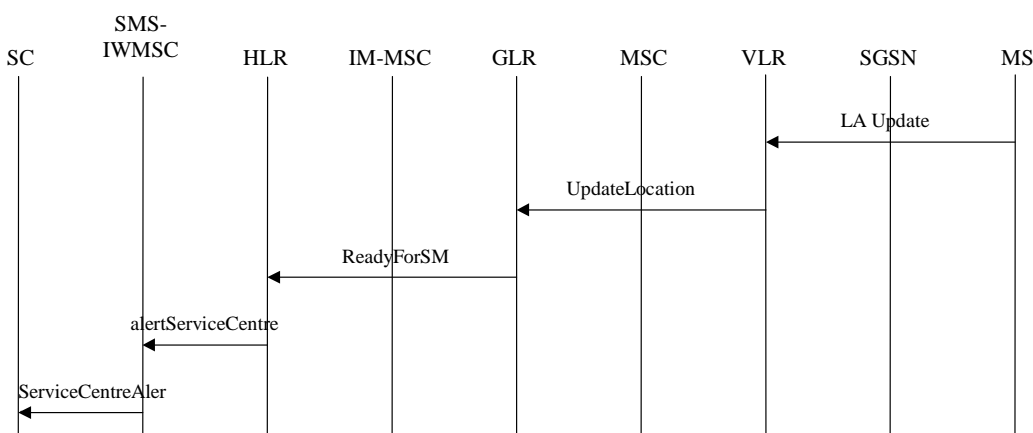 SMS-
IWMSC
SC HLR IM-MSC GLR MSC VLR SGSN MS
LA Update
UpdateLocation
ReadyForSM
alertServiceCentre
ServiceCentreAler